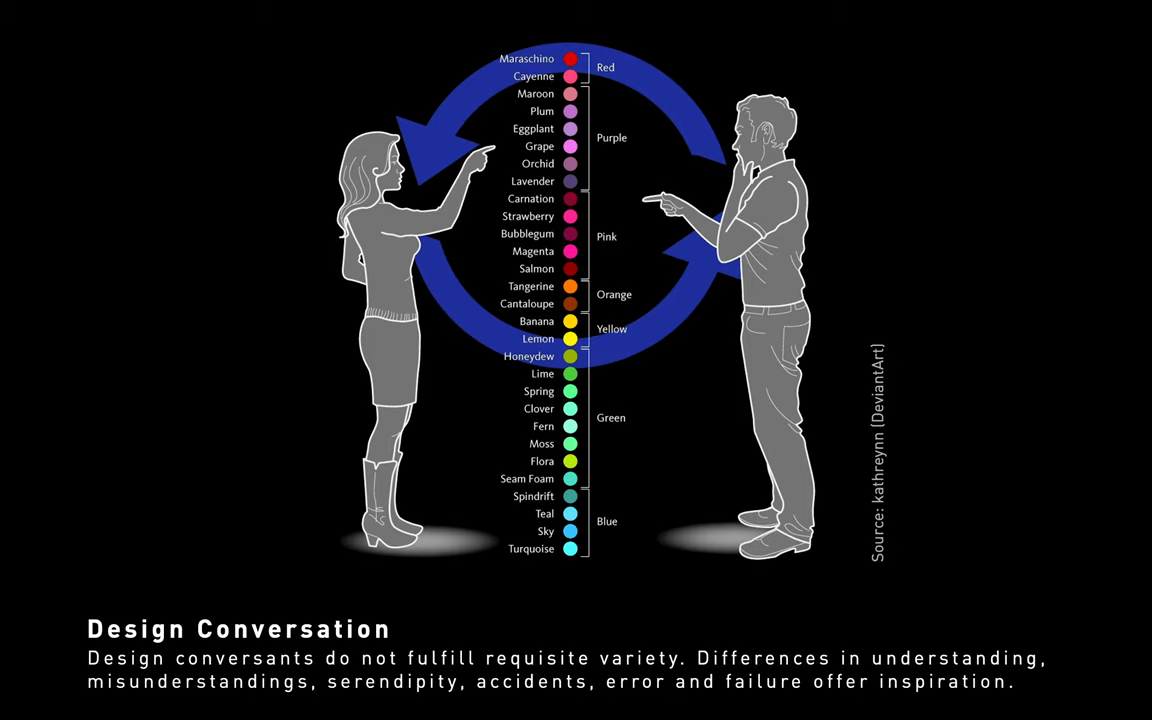 Maraschino
Cayenne
Red
Maroon
Plum
Eggplant
Grape
Orchid
Lavender
Purple
Carnation
Strawberry
Bubblegum
Magenta
Salmon
Pink
Tangerine
Cantaloupe
Orange
Banana
Lemon
Yellow
Honeydew
Lime
Spring
Clover
Fern
Moss
Flora
Seam Foam
Green
Spindrift
Teal
Sky
Turquoise
Blue
Source: kathreynn (DeviantArt)
Design Conversation
Design conversants do not fulfill requisite variety. Differences in understanding,
misunderstandings, serendipity, accidents, error and failure offer inspiration.